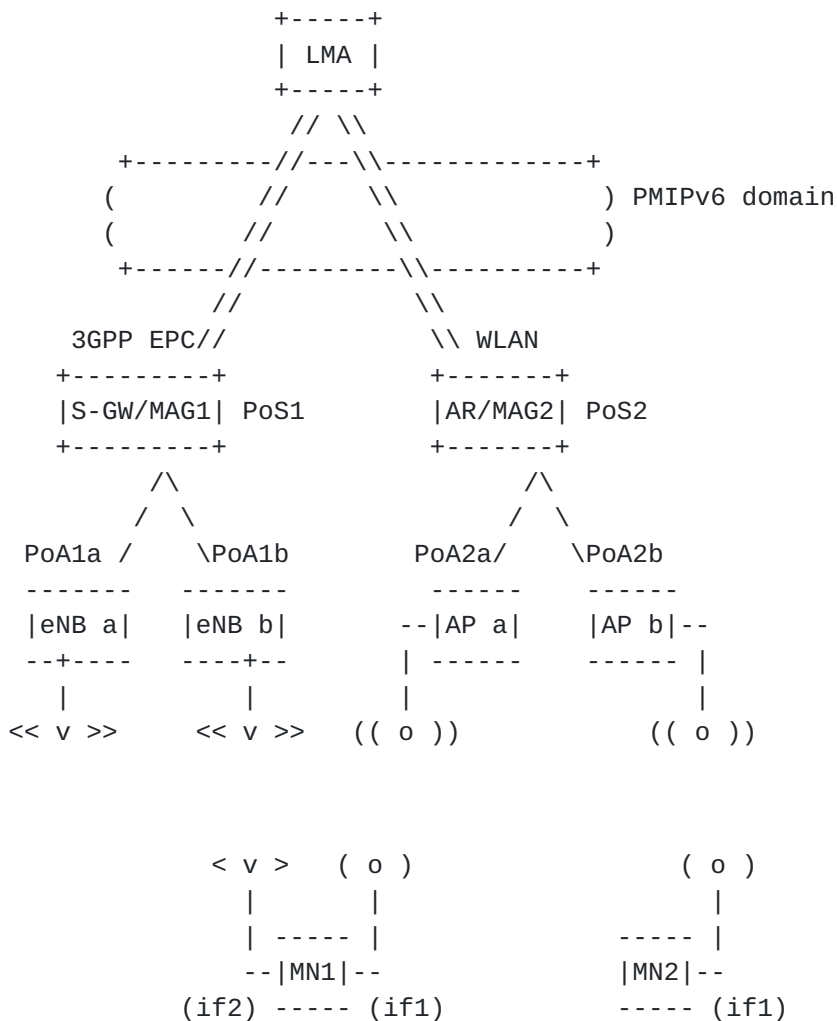 LMA
PMIPv6 domain
3GPP EPC WLAN
S-GW/MAG1 PoS1 AR/MAG2 PoS2
PoA1a PoA1b PoA2a PoA2b
eNB a eNB b AP a AP b
<< v >> << v >> (( o )) (( o ))
< v > ( o ) ( o )
MN1 MN2
(if2) (if1) (if1)